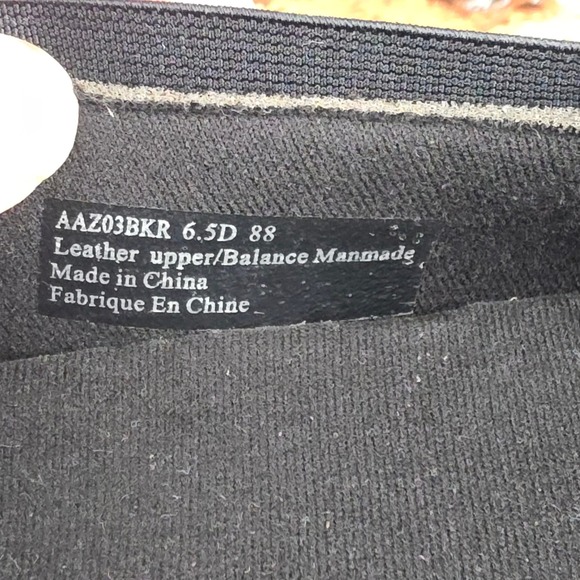 AAZ03BKR 6.5D 88
Leather upper/Balance Manmade
Made in China
Fabrique En Chine